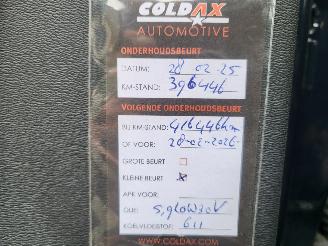 COLDAX
AUTOMOTIVE
ONDERHOUDSBEURT
DATUM: 28-02-25
KM-STAND: 396446
VOLGENDE ONDERHOUDSBEURT
BIJ KM-STAND: 416446km
OF VOOR: 28-02-2026
GROTE BEURT
KLEINE BEURT X
APK VOOR:
OLIE: 5,9L0W30V
KOELVLOEISTOF: G11
WWW.COLDAX.COM